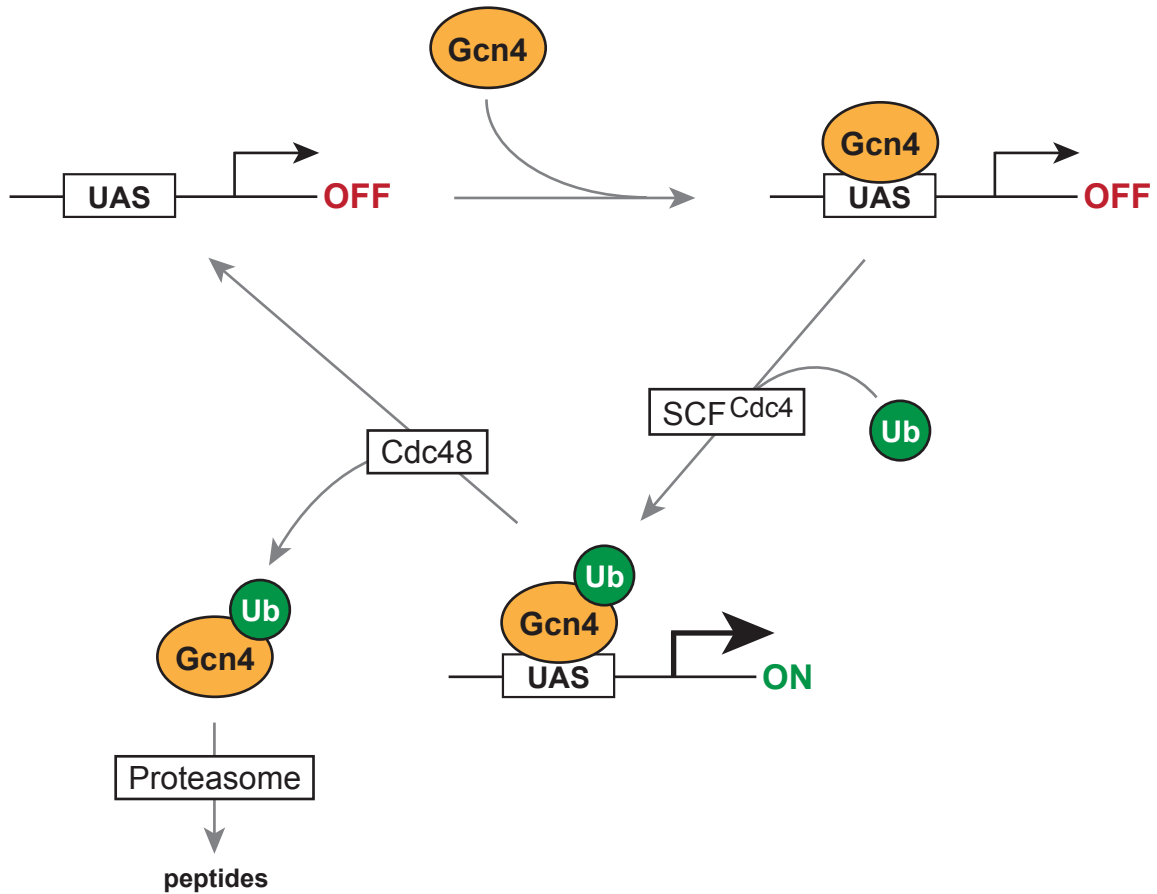 Gcn4
UAS
OFF
Gcn4
UAS
OFF
SCF Cdc4
Ub
Cdc48
Ub
Gcn4
Ub
Gcn4
UAS
ON
Proteasome
peptides